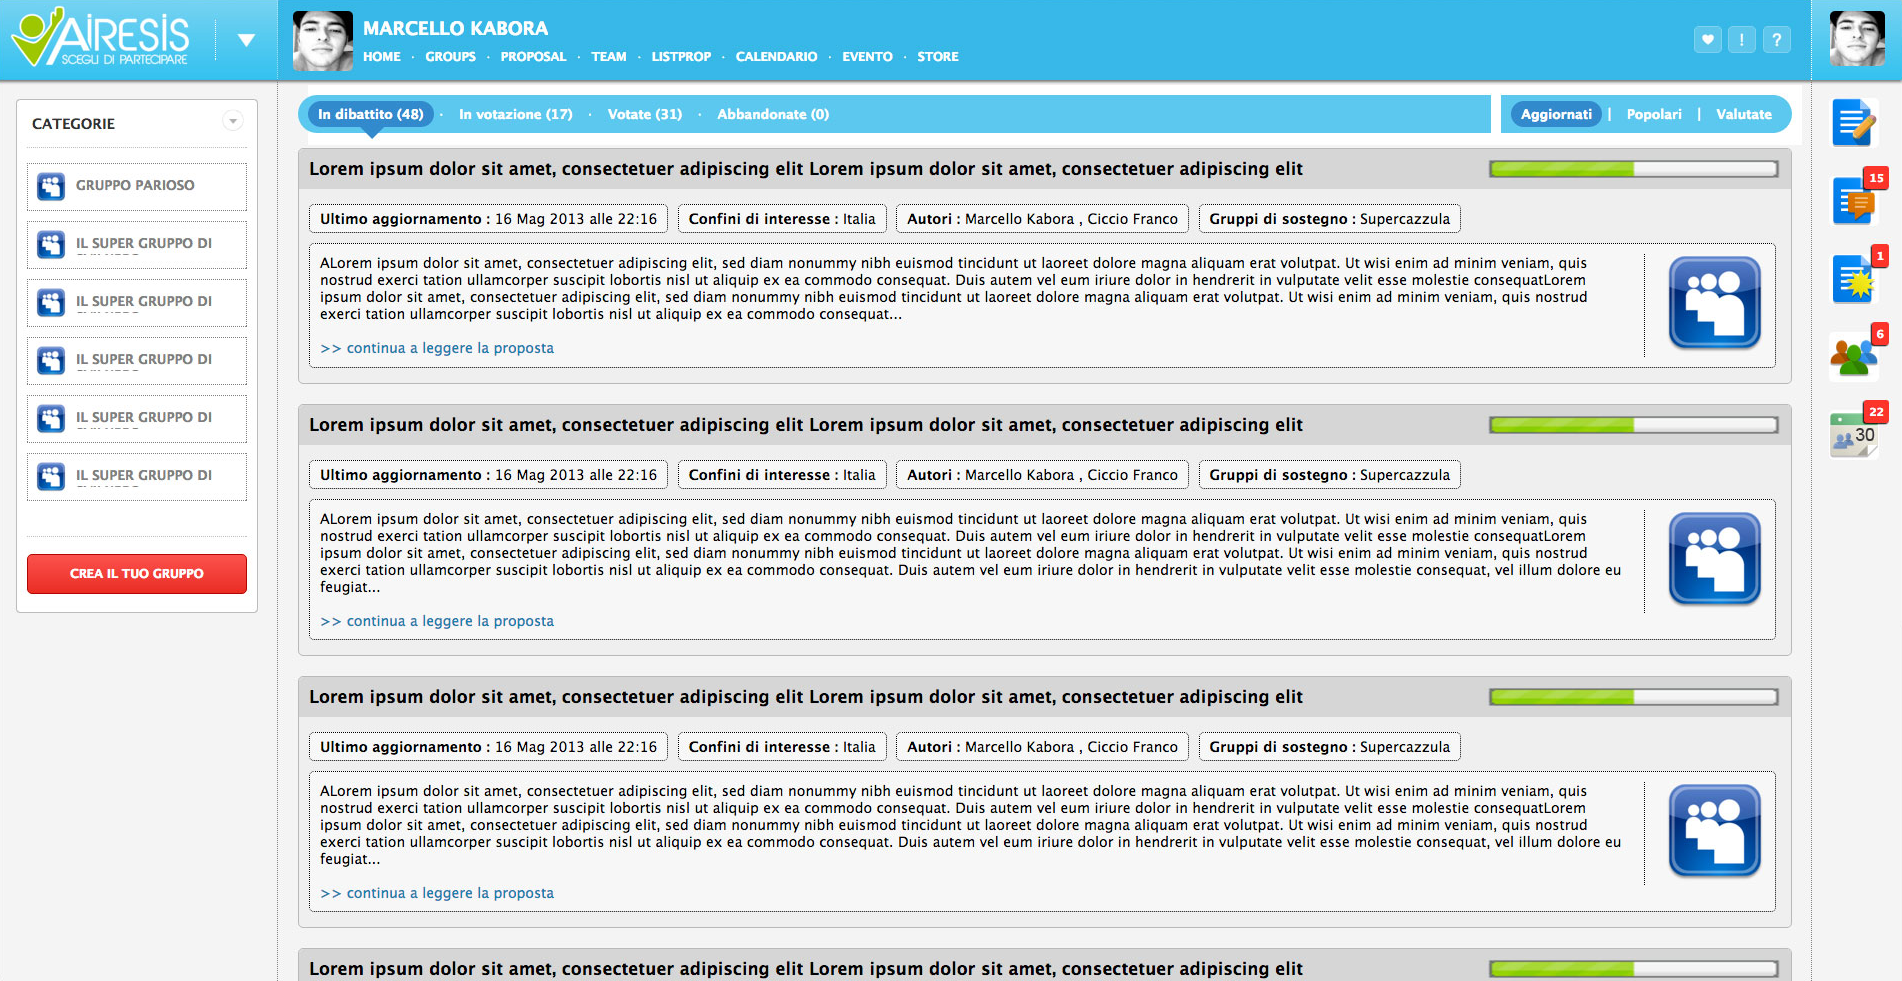 AIRESIS
SCEGLI DI PARTECIPARE
MARCELLO KABORA
HOME · GROUPS · PROPOSAL · TEAM · LISTPROP · CALENDARIO · EVENTO · STORE
! ?
CATEGORIE
GRUPPO PARIOSO
IL SUPER GRUPPO DI
IL SUPER GRUPPO DI
IL SUPER GRUPPO DI
IL SUPER GRUPPO DI
IL SUPER GRUPPO DI
CREA IL TUO GRUPPO
In dibattito (48) · In votazione (17) · Votate (31) · Abbandonate (0)
Aggiornati | Popolari | Valutate
Lorem ipsum dolor sit amet, consectetuer adipiscing elit Lorem ipsum dolor sit amet, consectetuer adipiscing elit
Ultimo aggiornamento : 16 Mag 2013 alle 22:16 Confini di interesse : Italia Autori : Marcello Kabora , Ciccio Franco Gruppi di sostegno : Supercazzula
ALorem ipsum dolor sit amet, consectetuer adipiscing elit, sed diam nonummy nibh euismod tincidunt ut laoreet dolore magna aliquam erat volutpat. Ut wisi enim ad minim veniam, quis
nostrud exerci tation ullamcorper suscipit lobortis nisl ut aliquip ex ea commodo consequat. Duis autem vel eum iriure dolor in hendrerit in vulputate velit esse molestie consequatLorem
ipsum dolor sit amet, consectetuer adipiscing elit, sed diam nonummy nibh euismod tincidunt ut laoreet dolore magna aliquam erat volutpat. Ut wisi enim ad minim veniam, quis nostrud
exerci tation ullamcorper suscipit lobortis nisl ut aliquip ex ea commodo consequat...
>> continua a leggere la proposta
Lorem ipsum dolor sit amet, consectetuer adipiscing elit Lorem ipsum dolor sit amet, consectetuer adipiscing elit
Ultimo aggiornamento : 16 Mag 2013 alle 22:16 Confini di interesse : Italia Autori : Marcello Kabora , Ciccio Franco Gruppi di sostegno : Supercazzula
ALorem ipsum dolor sit amet, consectetuer adipiscing elit, sed diam nonummy nibh euismod tincidunt ut laoreet dolore magna aliquam erat volutpat. Ut wisi enim ad minim veniam, quis
nostrud exerci tation ullamcorper suscipit lobortis nisl ut aliquip ex ea commodo consequat. Duis autem vel eum iriure dolor in hendrerit in vulputate velit esse molestie consequatLorem
ipsum dolor sit amet, consectetuer adipiscing elit, sed diam nonummy nibh euismod tincidunt ut laoreet dolore magna aliquam erat volutpat. Ut wisi enim ad minim veniam, quis nostrud
exerci tation ullamcorper suscipit lobortis nisl ut aliquip ex ea commodo consequat. Duis autem vel eum iriure dolor in hendrerit in vulputate velit esse molestie consequat, vel illum dolore eu
feugiat...
>> continua a leggere la proposta
Lorem ipsum dolor sit amet, consectetuer adipiscing elit Lorem ipsum dolor sit amet, consectetuer adipiscing elit
Ultimo aggiornamento : 16 Mag 2013 alle 22:16 Confini di interesse : Italia Autori : Marcello Kabora , Ciccio Franco Gruppi di sostegno : Supercazzula
ALorem ipsum dolor sit amet, consectetuer adipiscing elit, sed diam nonummy nibh euismod tincidunt ut laoreet dolore magna aliquam erat volutpat. Ut wisi enim ad minim veniam, quis
nostrud exerci tation ullamcorper suscipit lobortis nisl ut aliquip ex ea commodo consequat. Duis autem vel eum iriure dolor in hendrerit in vulputate velit esse molestie consequatLorem
ipsum dolor sit amet, consectetuer adipiscing elit, sed diam nonummy nibh euismod tincidunt ut laoreet dolore magna aliquam erat volutpat. Ut wisi enim ad minim veniam, quis nostrud
exerci tation ullamcorper suscipit lobortis nisl ut aliquip ex ea commodo consequat. Duis autem vel eum iriure dolor in hendrerit in vulputate velit esse molestie consequat, vel illum dolore eu
feugiat...
>> continua a leggere la proposta
Lorem ipsum dolor sit amet, consectetuer adipiscing elit Lorem ipsum dolor sit amet, consectetuer adipiscing elit
15
1
6
22
30